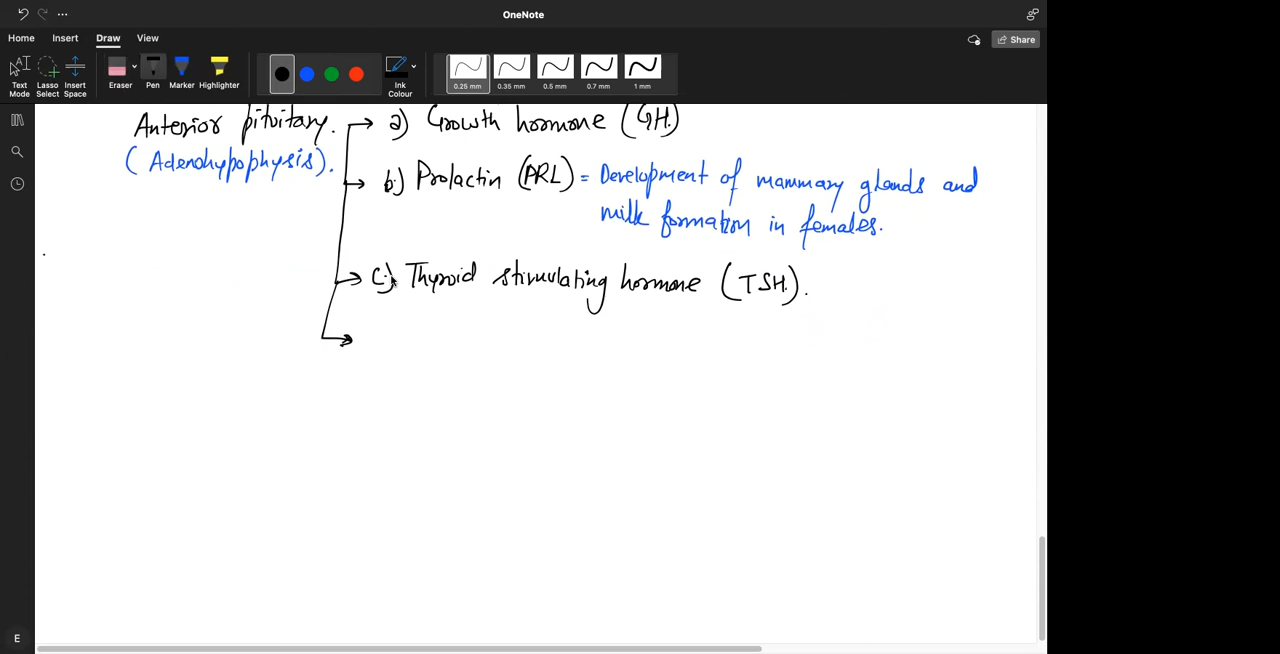 OneNote
Home Insert Draw View
Share
Text Mode
Lasso Select
Insert Space
Eraser
Pen
Marker
Highlighter
Ink Colour
0.25 mm
0.35 mm
0.5 mm
0.7 mm
1 mm
Anterior pituitary.
(Adenohypophysis).
a) Growth hormone (GH)
b) Prolactin (PRL) = Development of mammary glands and
milk formation in females.
c) Thyroid stimulating hormone (TSH).
E